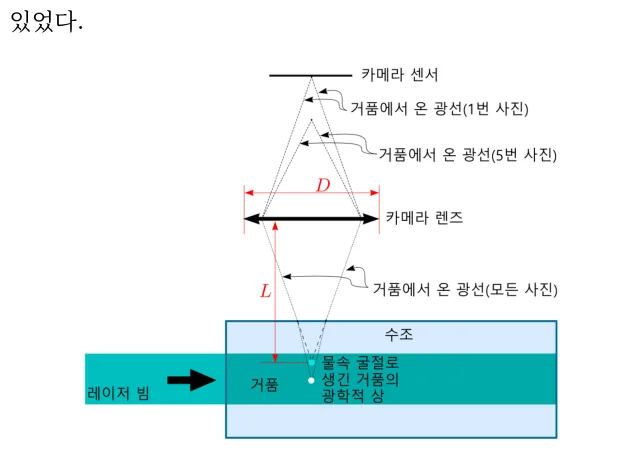 있었다.
카메라 센서
거품에서 온 광선(1번 사진)
거품에서 온 광선(5번 사진)
D
카메라 렌즈
L
거품에서 온 광선(모든 사진)
수조
물속 굴절로
생긴 거품의
광학적 상
거품
레이저 빔